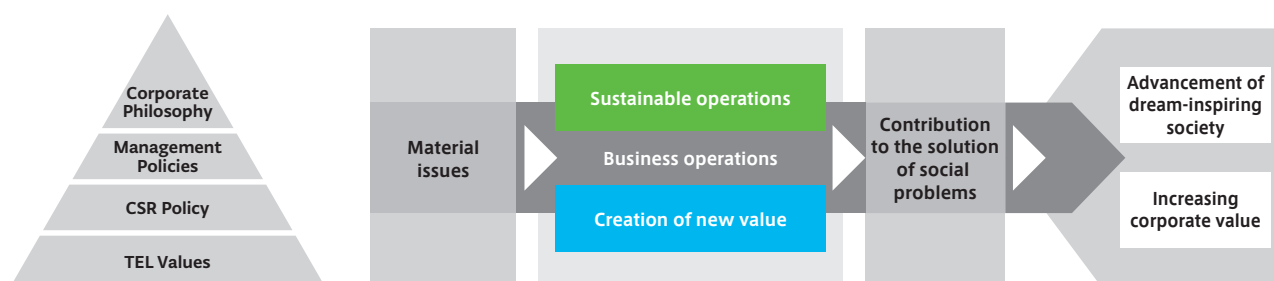 Corporate
Philosophy
Management
Policies
CSR Policy
TEL Values
Material
issues
Sustainable operations
Business operations
Creation of new value
Contribution
to the solution
of social
problems
Advancement of
dream-inspiring
society
Increasing
corporate value